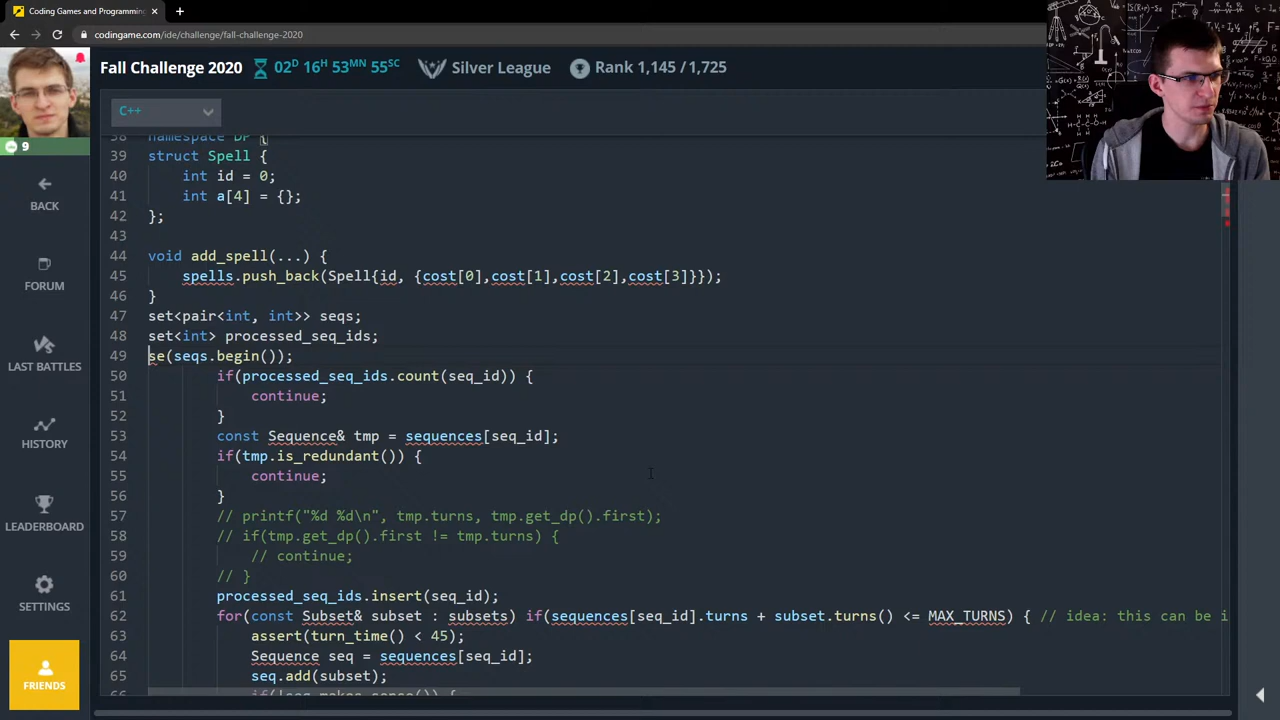 Coding Games and Programming
codingame.com/ide/challenge/fall-challenge-2020
Fall Challenge 2020
02D 16H 53MN 55SC
Silver League
Rank 1,145 / 1,725
C++
9
BACK
FORUM
LAST BATTLES
HISTORY
LEADERBOARD
SETTINGS
FRIENDS
38 namespace DP {
39 struct Spell {
40 int id = 0;
41 int a[4] = {};
42 };
43
44 void add_spell(...) {
45 spells.push_back(Spell{id, {cost[0],cost[1],cost[2],cost[3]}});
46 }
47 set<pair<int, int>> seqs;
48 set<int> processed_seq_ids;
49 se(seqs.begin());
50 if(processed_seq_ids.count(seq_id)) {
51 continue;
52 }
53 const Sequence& tmp = sequences[seq_id];
54 if(tmp.is_redundant()) {
55 continue;
56 }
57 // printf("%d %d\n", tmp.turns, tmp.get_dp().first);
58 // if(tmp.get_dp().first != tmp.turns) {
59 // continue;
60 // }
61 processed_seq_ids.insert(seq_id);
62 for(const Subset& subset : subsets) if(sequences[seq_id].turns + subset.turns() <= MAX_TURNS) { // idea: this can be i
63 assert(turn_time() < 45);
64 Sequence seq = sequences[seq_id];
65 seq.add(subset);
66 if(!seq.makes_sense()) {